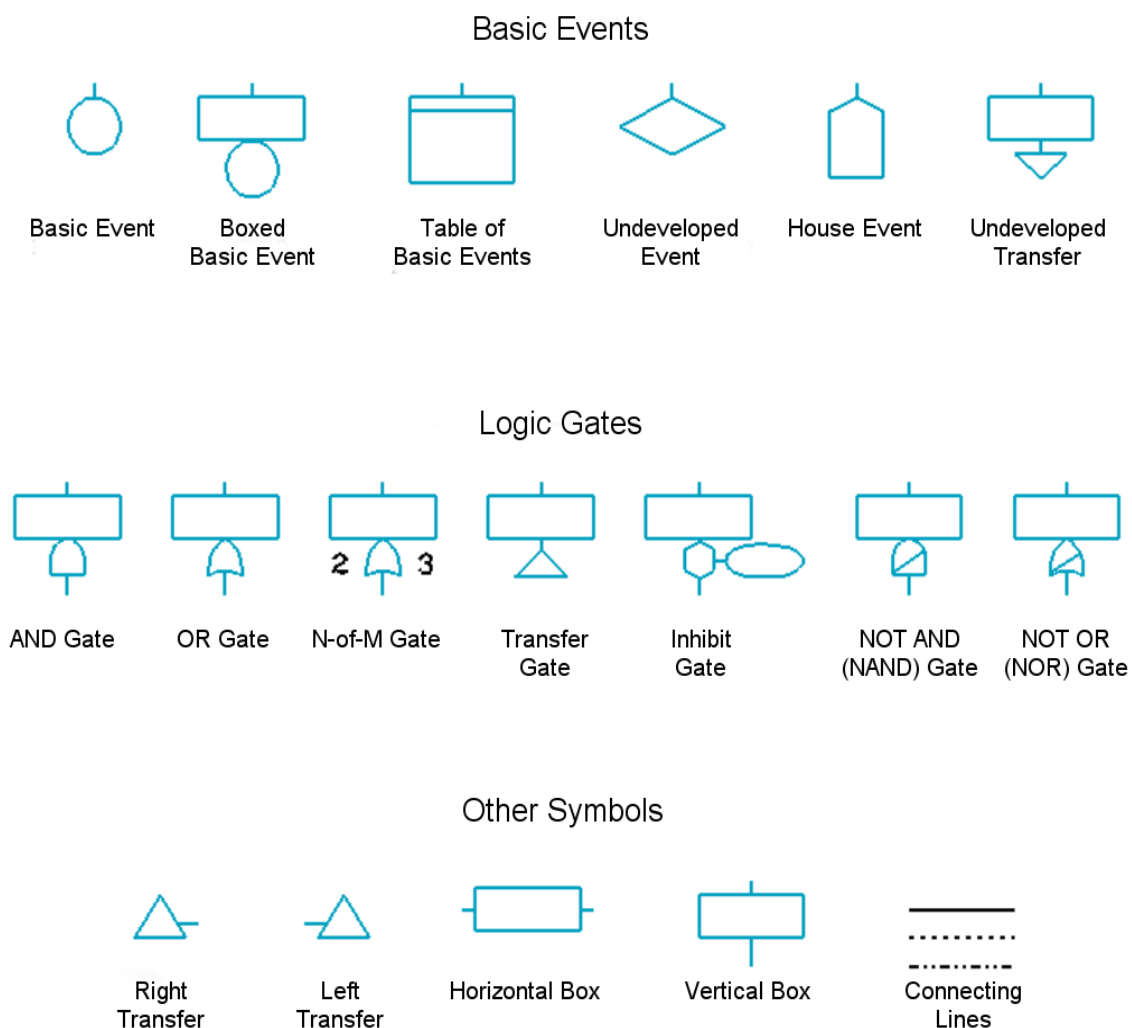 Basic Events
Basic Event
Boxed
Basic Event
Table of
Basic Events
Undeveloped
Event
House Event
Undeveloped
Transfer
Logic Gates
2 3
AND Gate
OR Gate
N-of-M Gate
Transfer
Gate
Inhibit
Gate
NOT AND
(NAND) Gate
NOT OR
(NOR) Gate
Other Symbols
Right
Transfer
Left
Transfer
Horizontal Box
Vertical Box
Connecting
Lines